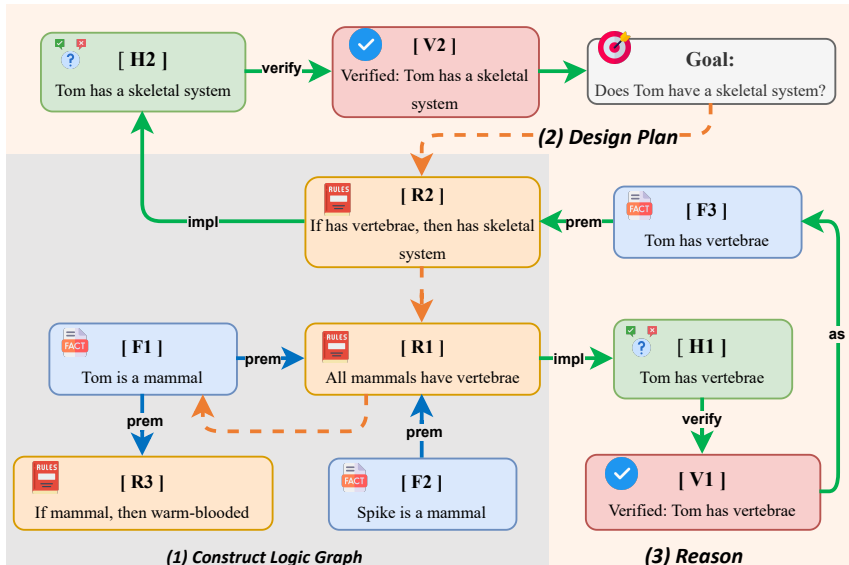 [ H2 ]
Tom has a skeletal system
verify
[ V2 ]
Verified: Tom has a skeletal
system
Goal:
Does Tom have a skeletal system?
(2) Design Plan
RULES
[ R2 ]
If has vertebrae, then has skeletal
system
impl
prem
FACT
[ F3 ]
Tom has vertebrae
FACT
[ F1 ]
Tom is a mammal
prem
RULES
[ R1 ]
All mammals have vertebrae
impl
[ H1 ]
Tom has vertebrae
as
prem
prem
verify
RULES
[ R3 ]
If mammal, then warm-blooded
FACT
[ F2 ]
Spike is a mammal
[ V1 ]
Verified: Tom has vertebrae
(1) Construct Logic Graph
(3) Reason